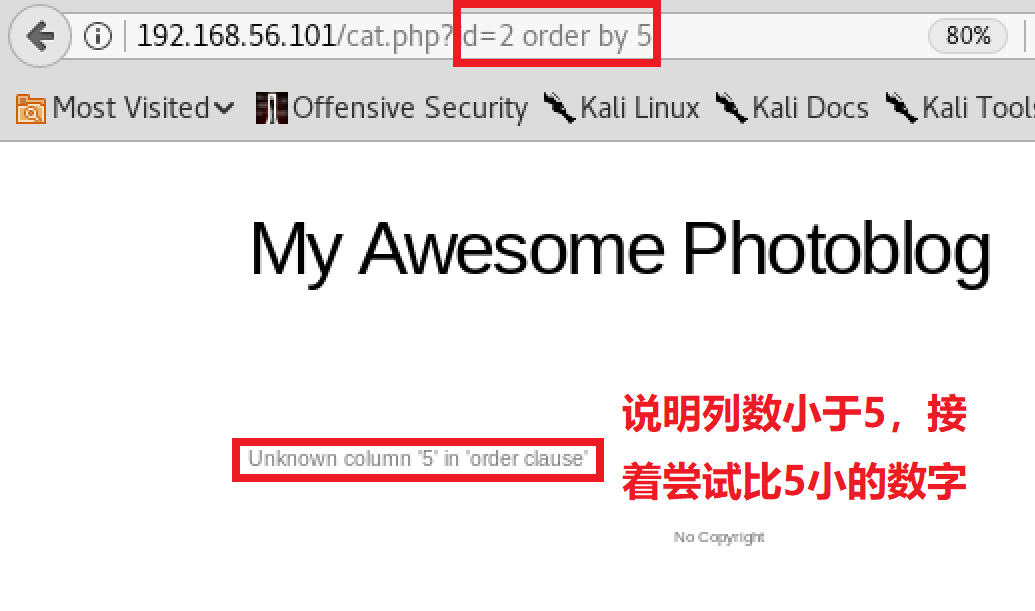 192.168.56.101/cat.php?id=2 order by 5
80%
Most Visited
Offensive Security
Kali Linux
Kali Docs
Kali Tools
My Awesome Photoblog
Unknown column '5' in 'order clause'
说明列数小于5，接
着尝试比5小的数字
No Copyright